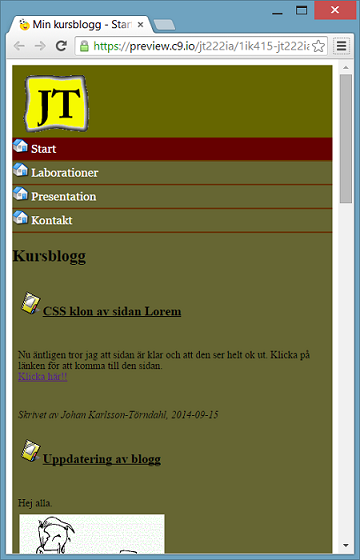 Min kursblogg - Star
https://preview.c9.io/jt222ia/1ik415-jt222ia
JT
Start
Laborationer
Presentation
Kontakt
Kursblogg
CSS klon av sidan Lorem
Nu äntligen tror jag att sidan är klar och att den ser helt ok ut. Klicka på
länken för att komma till den sidan.
Klicka här!!
Skrivet av Johan Karlsson-Törndahl, 2014-09-15
Uppdatering av blogg
Hej alla.